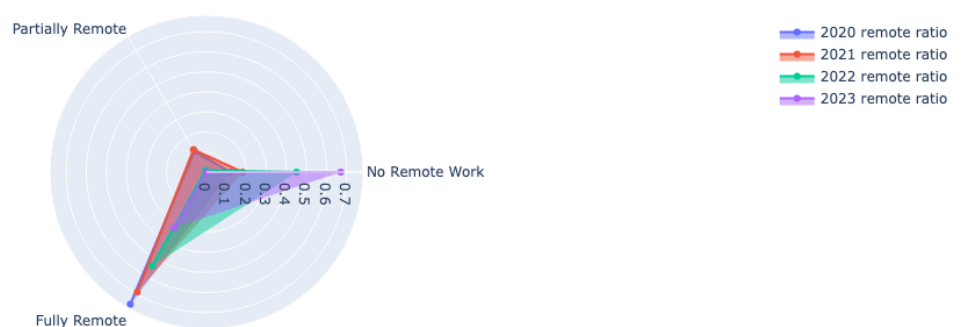 Partially Remote
2020 remote ratio
2021 remote ratio
2022 remote ratio
2023 remote ratio
No Remote Work
0
0.1
0.2
0.3
0.4
0.5
0.6
0.7
Fully Remote